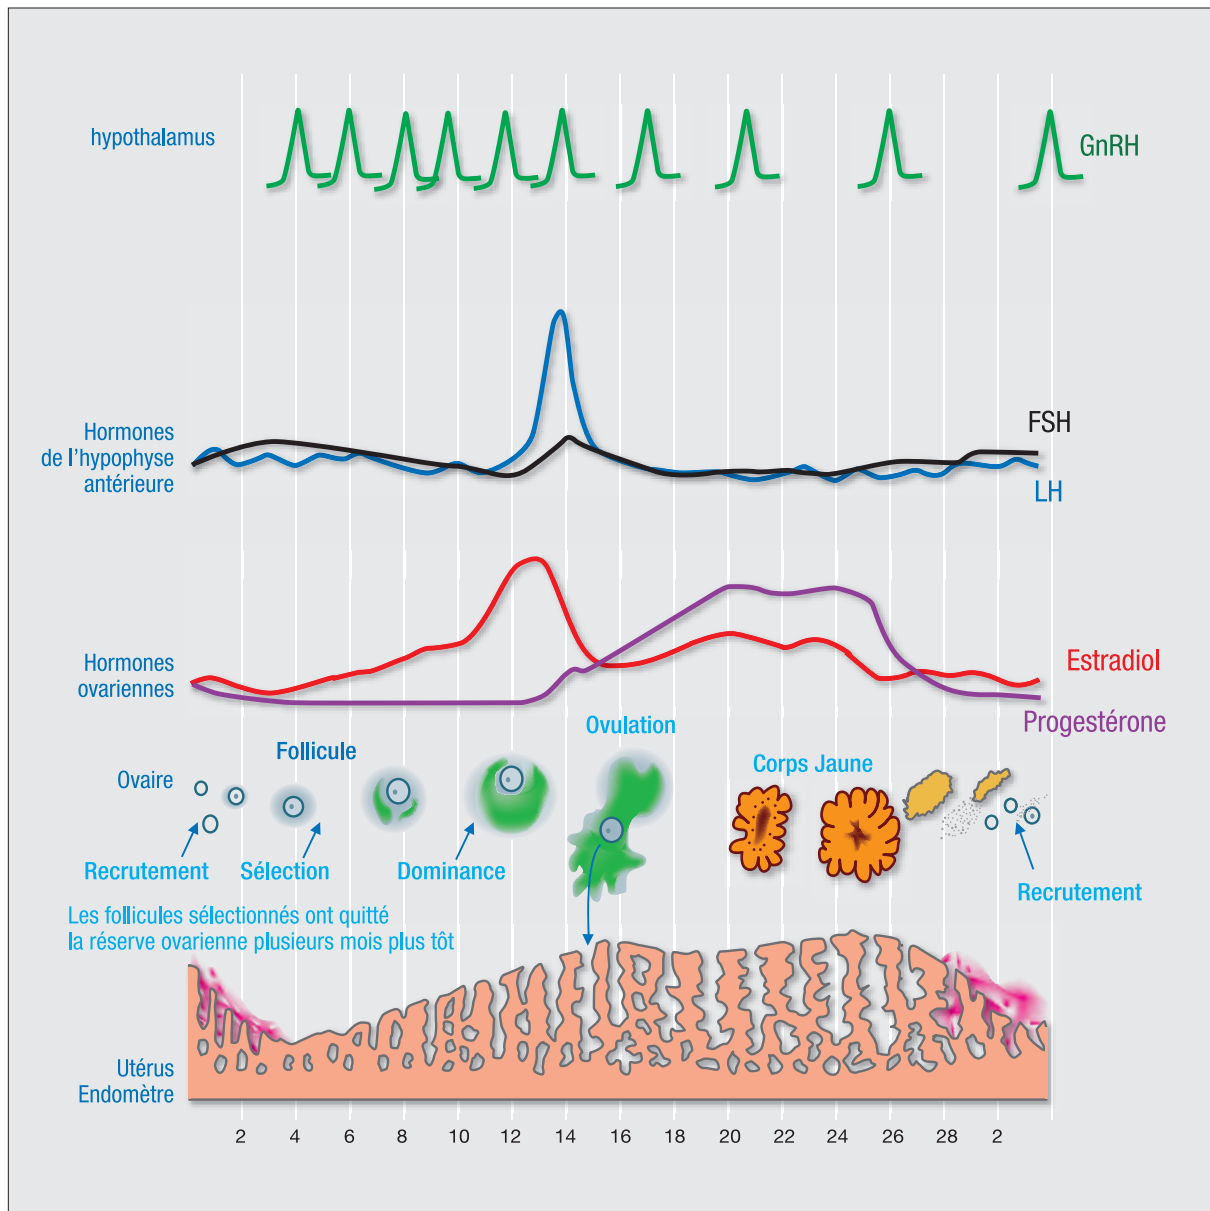 hypothalamus
GnRH
Hormones
de l'hypophyse
antérieure
FSH
LH
Hormones
ovariennes
Estradiol
Progestérone
Ovulation
Follicule
Corps Jaune
Ovaire
Recrutement
Sélection
Dominance
Recrutement
Les follicules sélectionnés ont quitté
la réserve ovarienne plusieurs mois plus tôt
Utérus
Endomètre
2 4 6 8 10 12 14 16 18 20 22 24 26 28 2